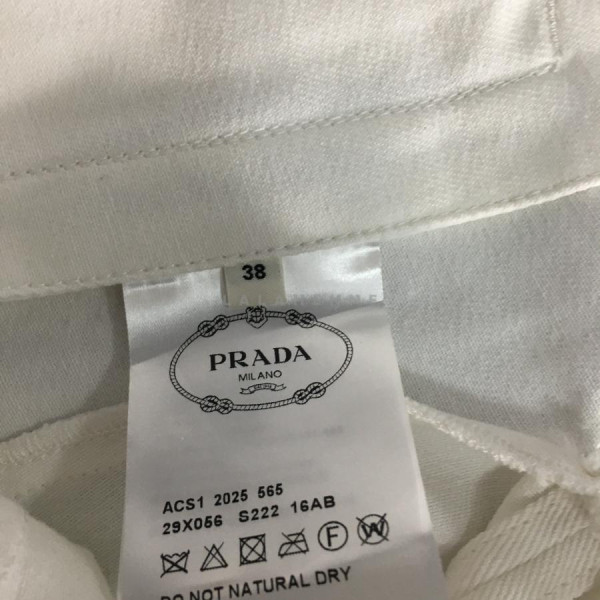 38
PRADA
MILANO
ACS1 2025 565
29X056 S222 16AB
F W
DO NOT NATURAL DRY